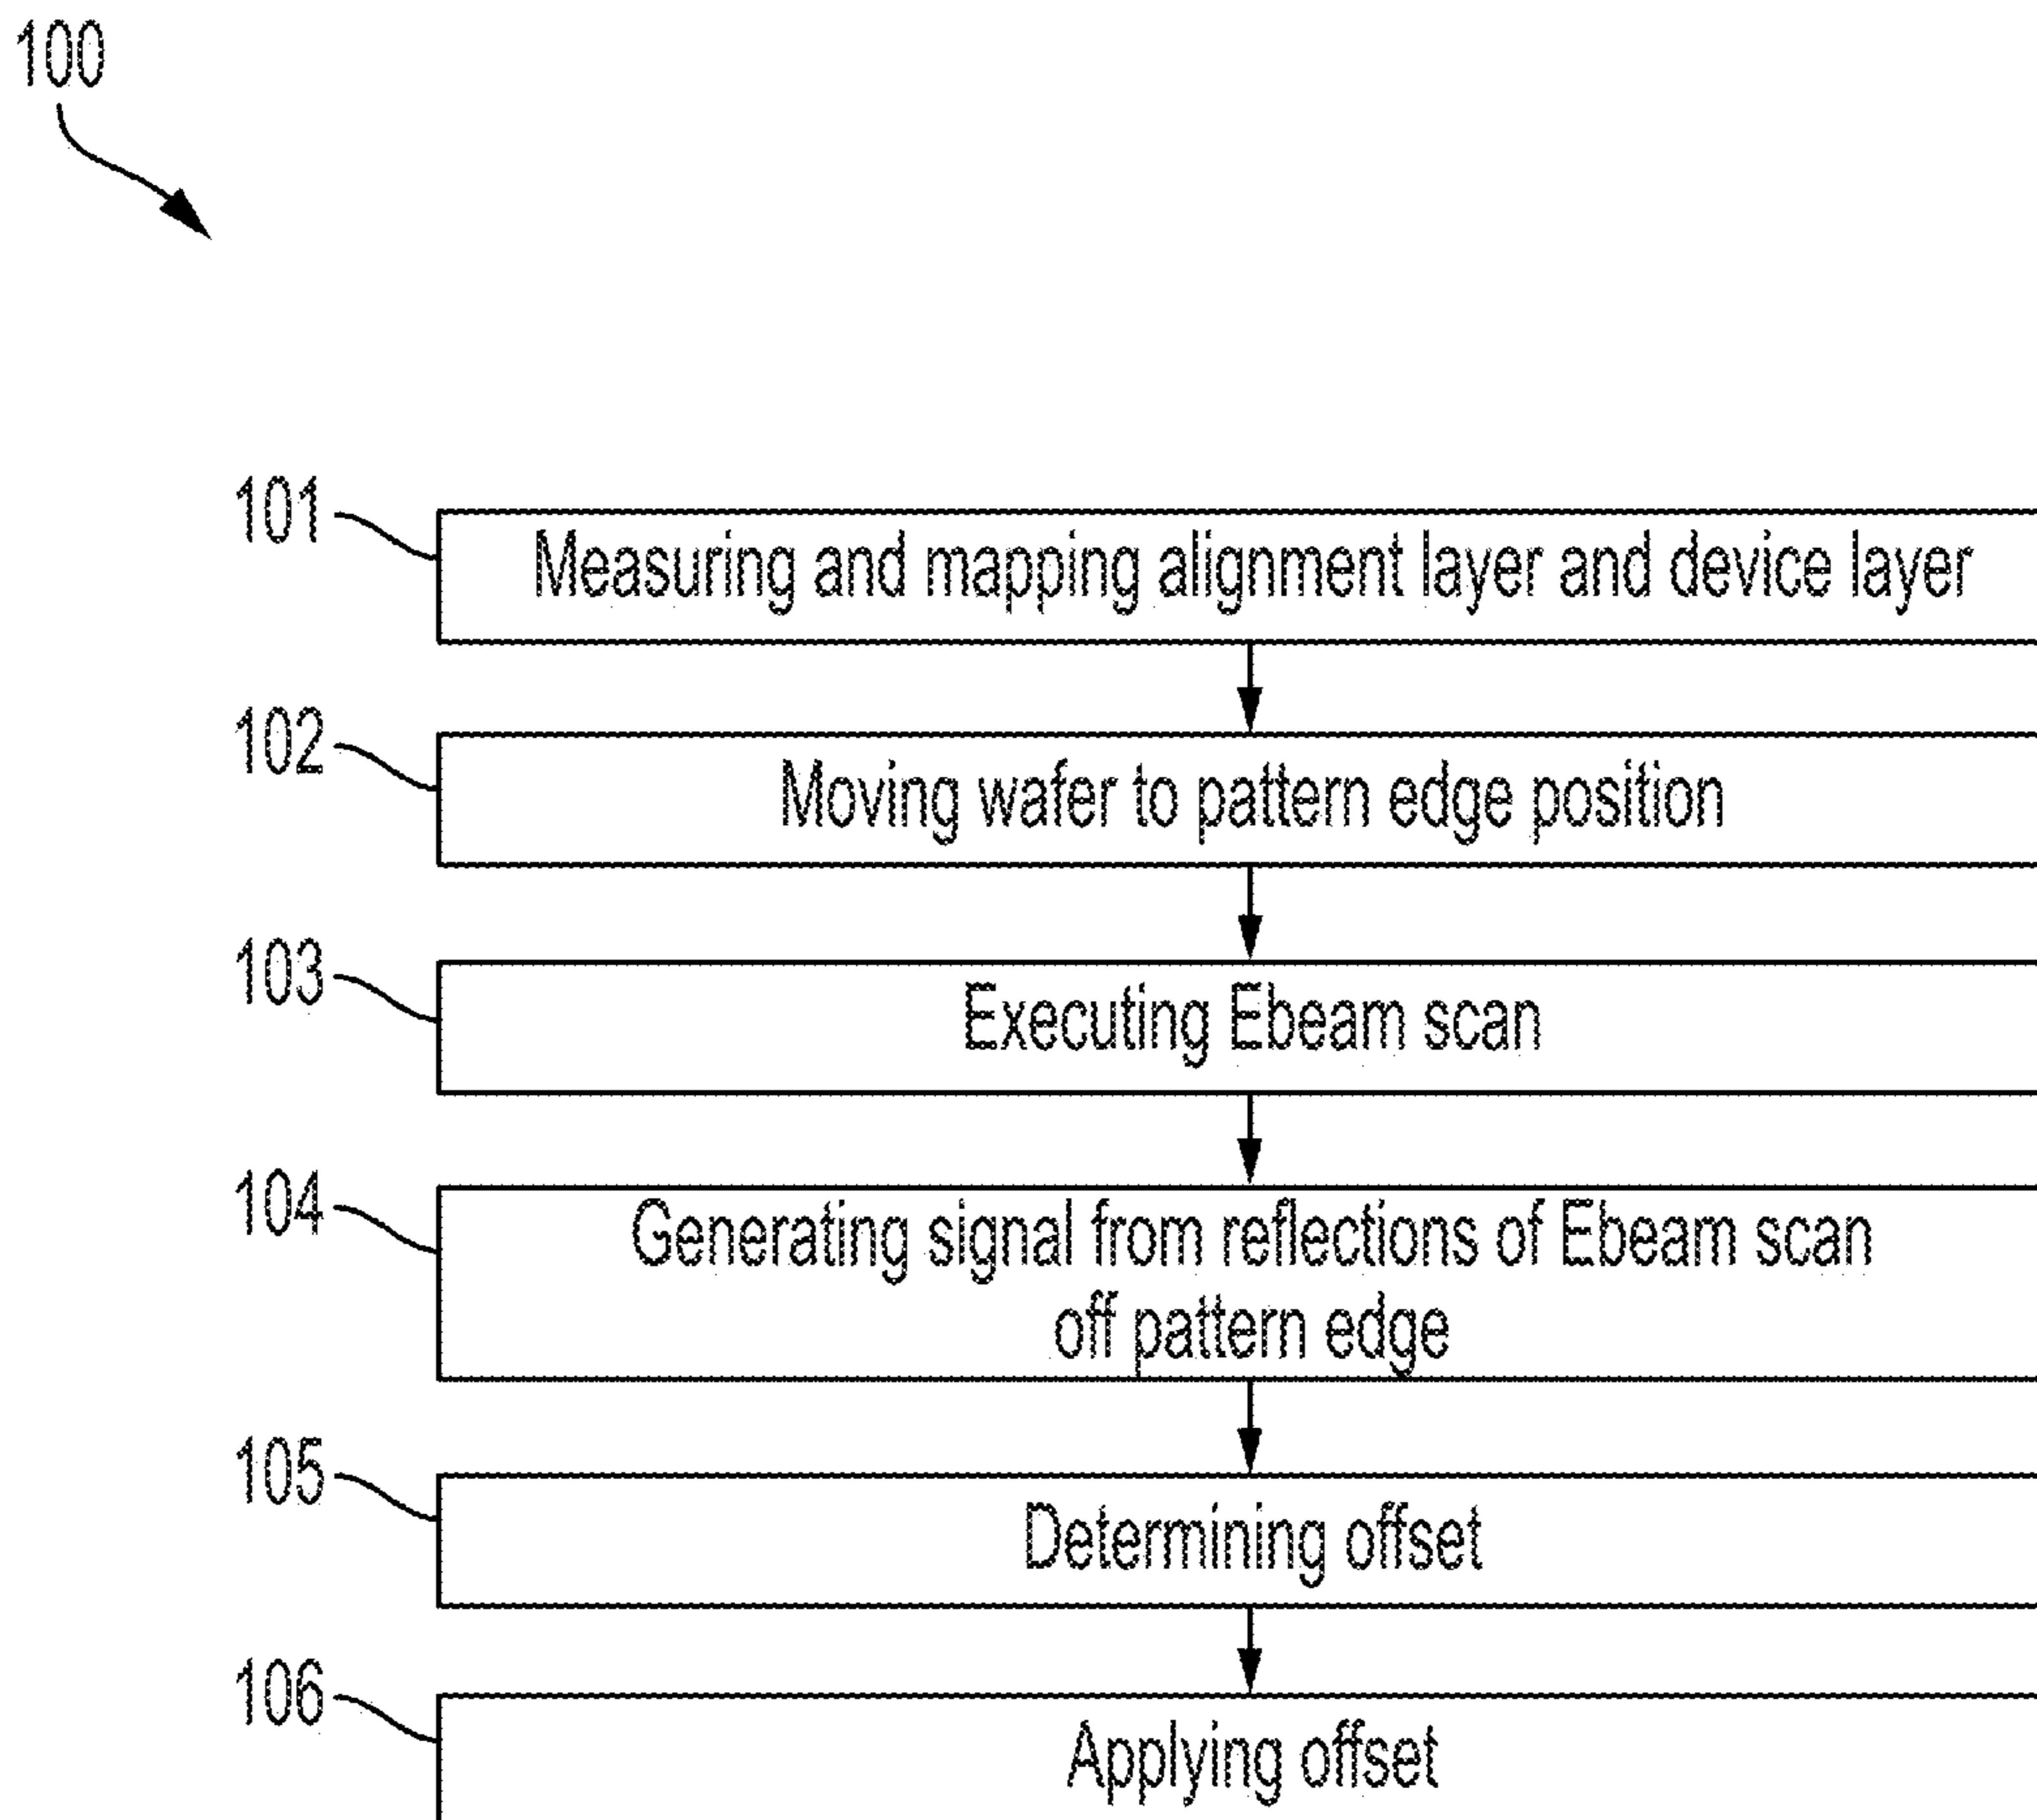 100
101
Measuring and mapping alignment layer and device layer
102
Moving wafer to pattern edge position
103
Executing Ebeam scan
104
Generating signal from reflections of Ebeam scan
off pattern edge
105
Determining offset
106
Applying offset